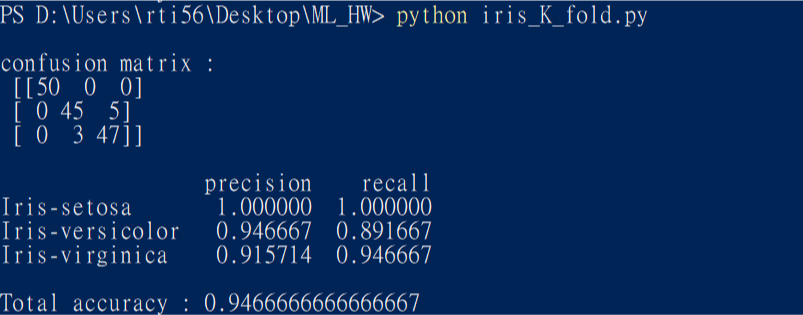 PS D:\Users\rti56\Desktop\ML_HW> python iris_K_fold.py
confusion matrix :
[[50 0 0]
[ 0 45 5]
[ 0 3 47]]
precision recall
Iris-setosa 1.000000 1.000000
Iris-versicolor 0.946667 0.891667
Iris-virginica 0.915714 0.946667
Total accuracy : 0.9466666666666667